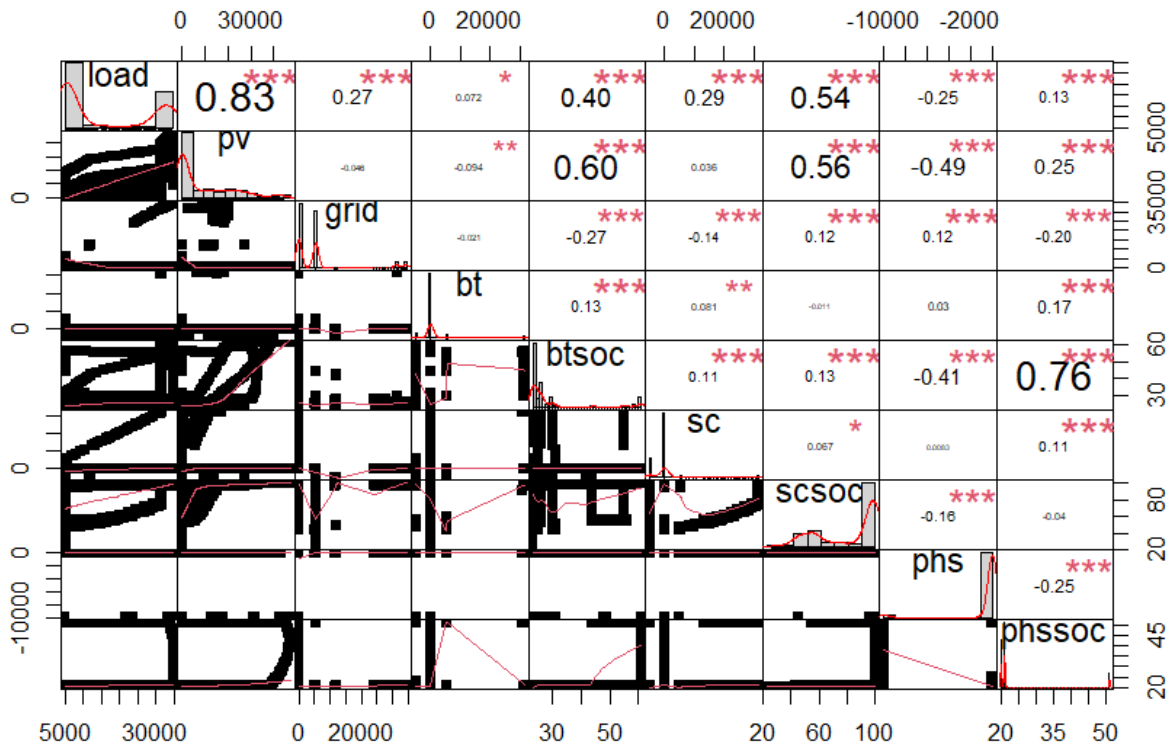 0 30000 0 20000 0 20000 -10000 -2000
load 0.83 *** 0.27 *** 0.072 * 0.40 *** 0.29 *** 0.54 *** -0.25 *** 0.13 ***
5000
0 pv -0.046 -0.094 ** 0.60 *** 0.036 0.56 *** -0.49 *** 0.25 ***
grid -0.021 -0.27 *** -0.14 *** 0.12 *** 0.12 *** -0.20 *** 0 35000
0 bt 0.13 *** 0.081 ** -0.011 0.03 0.17 ***
btsoc 0.11 *** 0.13 *** -0.41 *** 0.76 *** 30 60
0 sc 0.067 * 0.11 ***
scsoc -0.16 *** -0.04 20 80
0
-10000 phs -0.25 ***
phssoc 20 45
5000 30000 0 20000 30 50 20 60 100 20 35 50